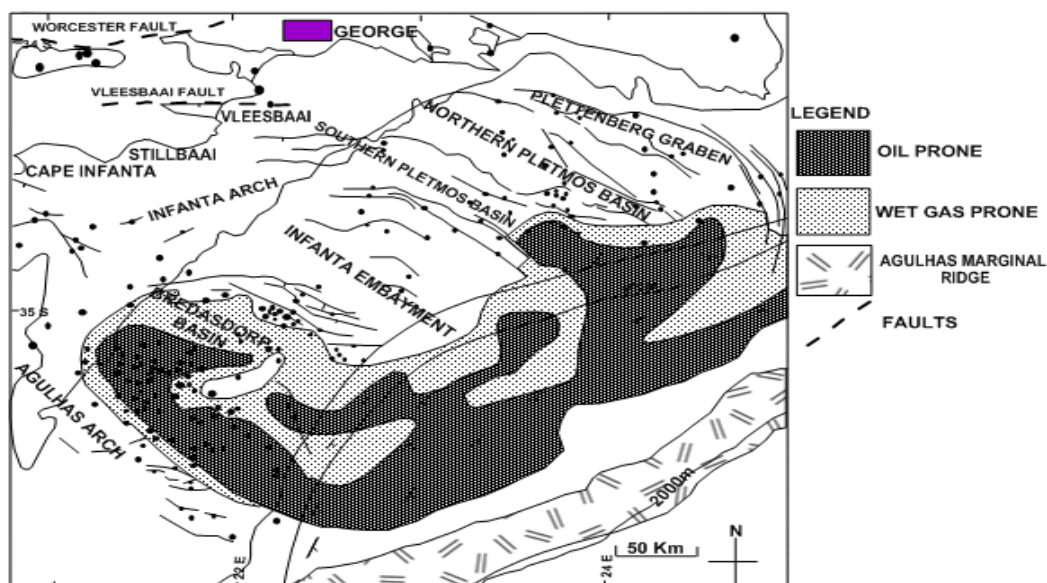 WORCESTER FAULT
GEORGE
34 S
VLEESBAAI FAULT
VLEESBAAI
STILLBAAI
CAPE INFANTA
INFANTA ARCH
SOUTHERN PLETMOS BASIN
NORTHERN PLETMOS BASIN
PLETTENBERG GRABEN
INFANTA EMBAYMENT
35 S
BREDASDORP
BASIN
AGULHAS ARCH
2000m
22 E
24 E
50 Km
N
LEGEND
OIL PRONE
WET GAS PRONE
AGULHAS MARGINAL
RIDGE
FAULTS